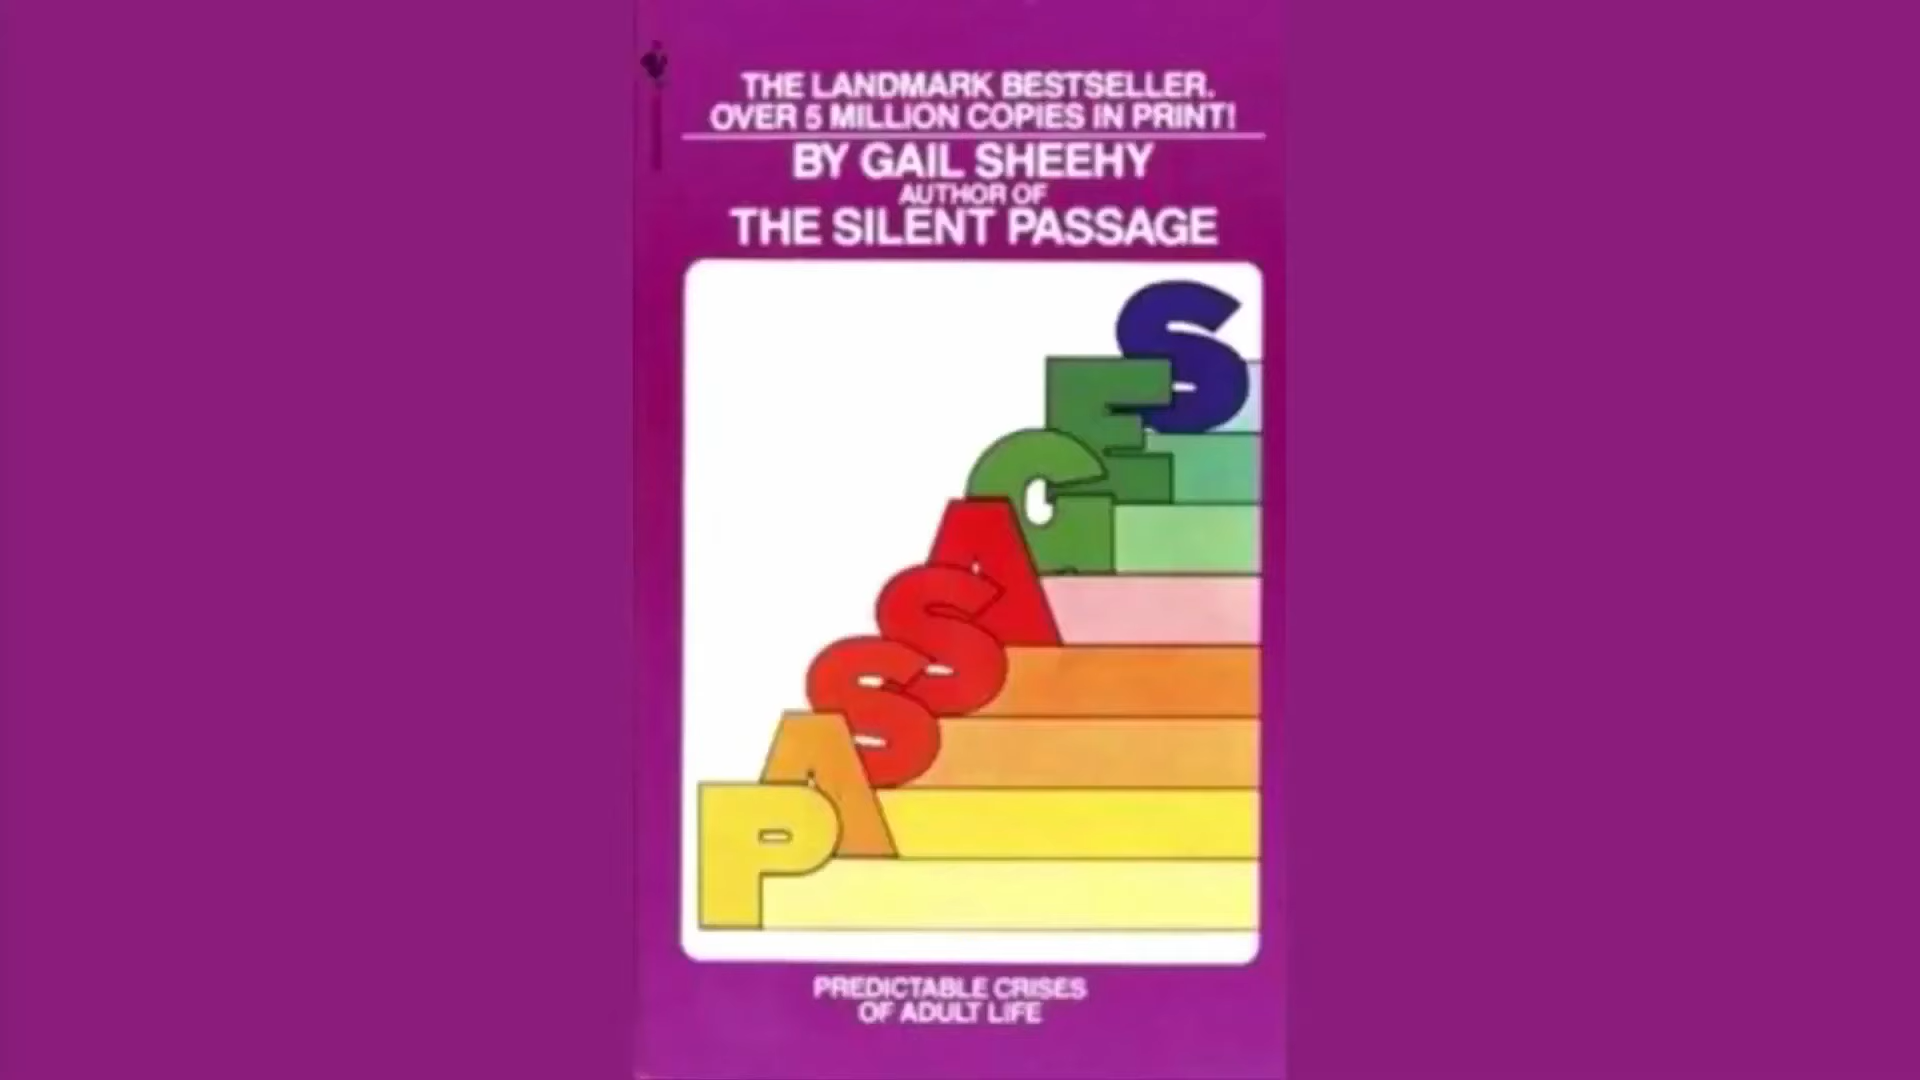 THE LANDMARK BESTSELLER.
OVER 5 MILLION COPIES IN PRINT!
BY GAIL SHEEHY
AUTHOR OF
THE SILENT PASSAGE
PASSAGES
PREDICTABLE CRISES
OF ADULT LIFE